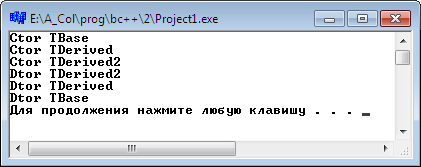 E:\A_Col\prog\bc++\2\Project1.exe
Ctor TBase
Ctor TDerived
Ctor TDerived2
Dtor TDerived2
Dtor TDerived
Dtor TBase
Для продолжения нажмите любую клавишу . . .